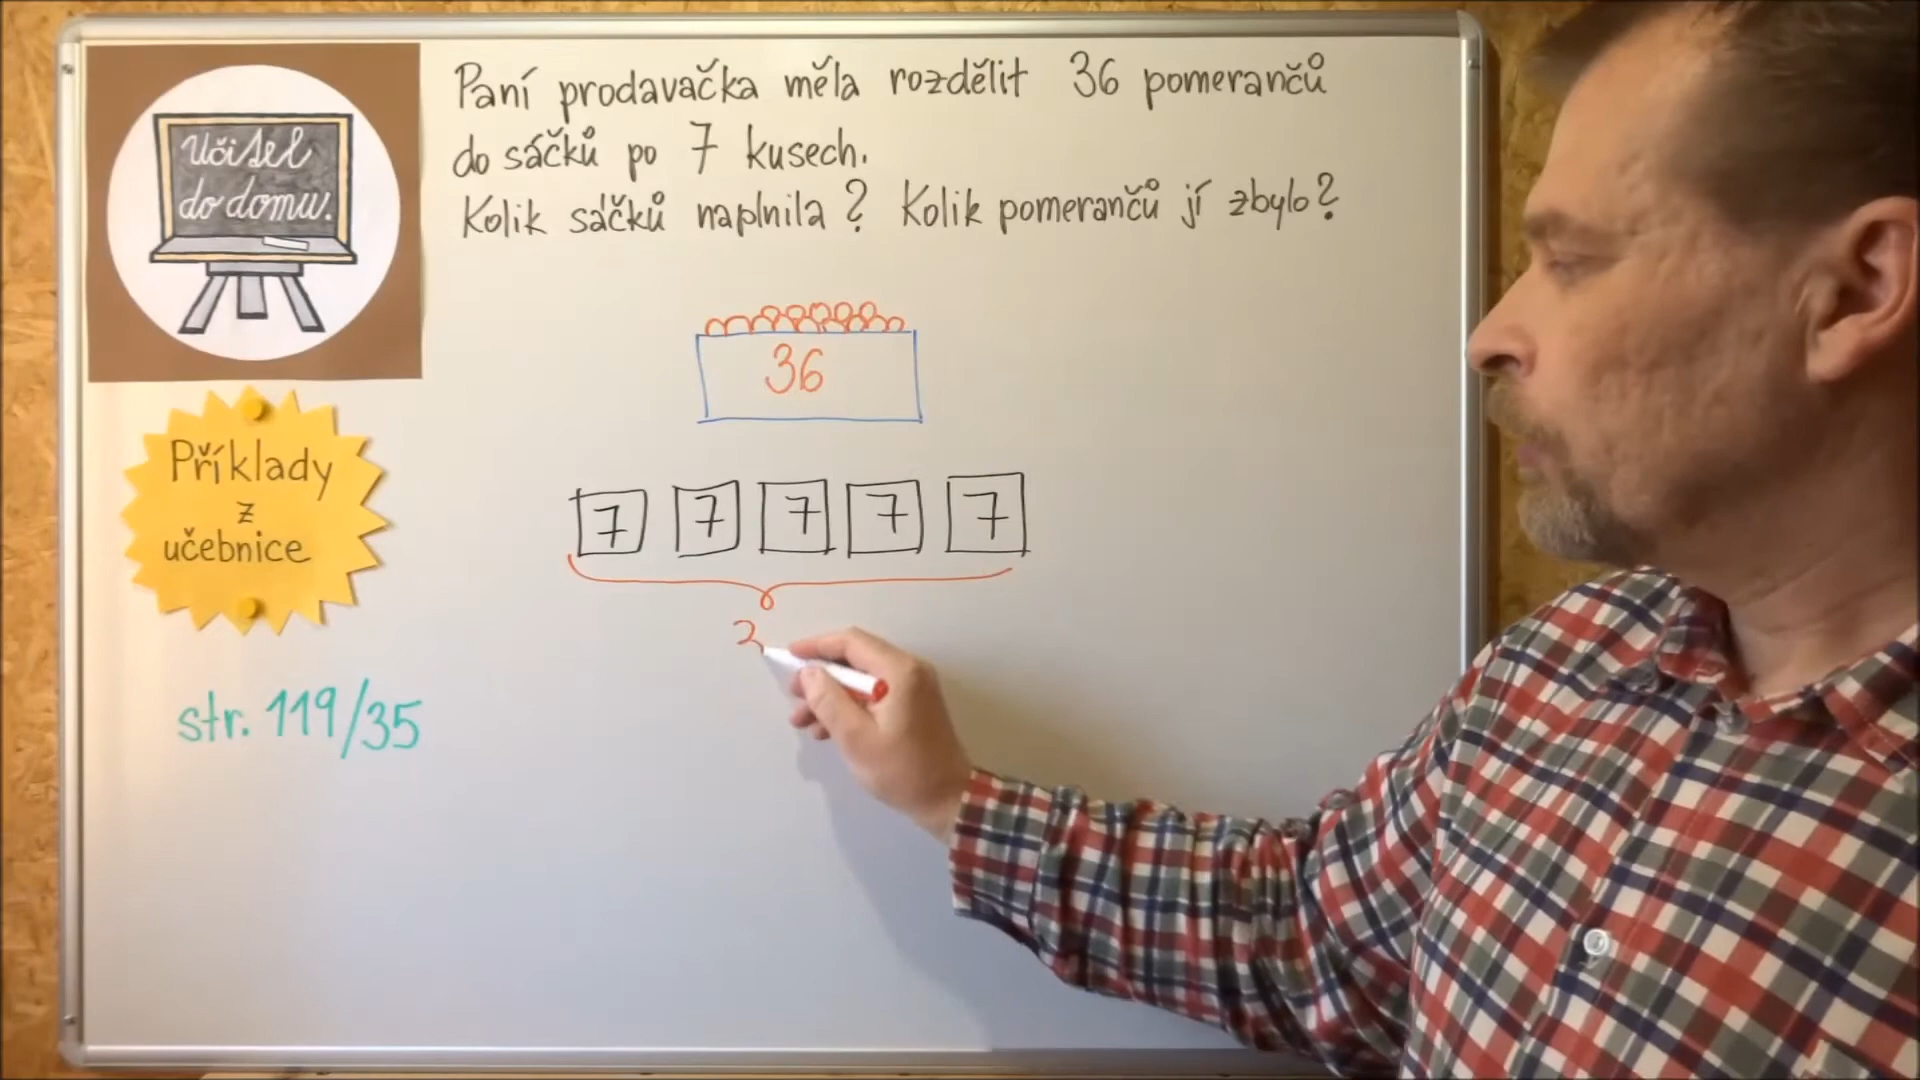 Učitel
do domu.
Paní prodavačka měla rozdělit 36 pomerančů
do sáčků po 7 kusech.
Kolik sáčků naplnila? Kolik pomerančů jí zbylo?
36
Příklady
z
učebnice
7 7 7 7 7
str. 119/35